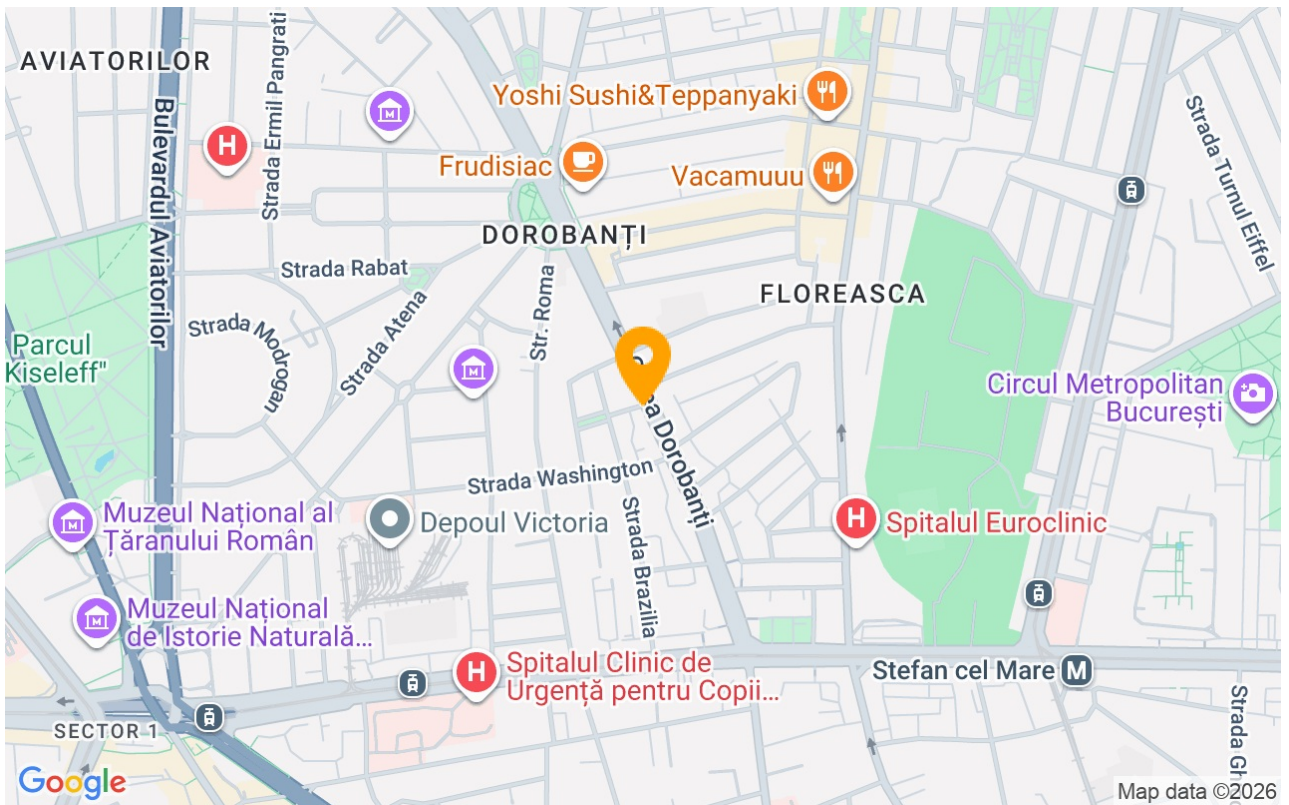 AVIATORILOR
Bulevardul Aviatorilor
Strada Ermil Pangrati
H
M
Yoshi Sushi&Teppanyaki
Frudisiac
Vacamuuu
Strada Turnul Eiffel
DOROBANȚI
Strada Rabat
Str. Roma
FLOREASCA
Strada Modrogan
Strada Atena
Parcul
Kiseleff"
M
Circul Metropolitan
București
Dorobanți
Strada Washington
Muzeul Național al
Țăranului Român
M
Depoul Victoria
Strada Brazilia
H
Spitalul Euroclinic
M
Muzeul Național
de Istorie Naturală...
H
Spitalul Clinic de
Urgență pentru Copii...
Stefan cel Mare M
SECTOR 1
Google
Map data ©2026